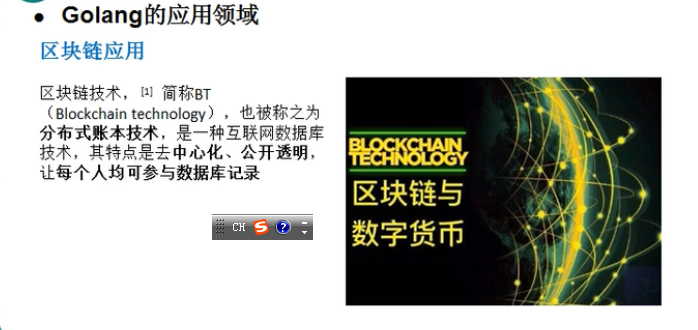 Golang的应用领域
区块链应用
区块链技术， [1] 简称BT
（Blockchain technology），也被称之为
分布式账本技术，是一种互联网数据库
技术，其特点是去中心化、公开透明，
让每个人均可参与数据库记录
BLOCKCHAIN
TECHNOLOGY
区块链与
数字货币
CH S ?